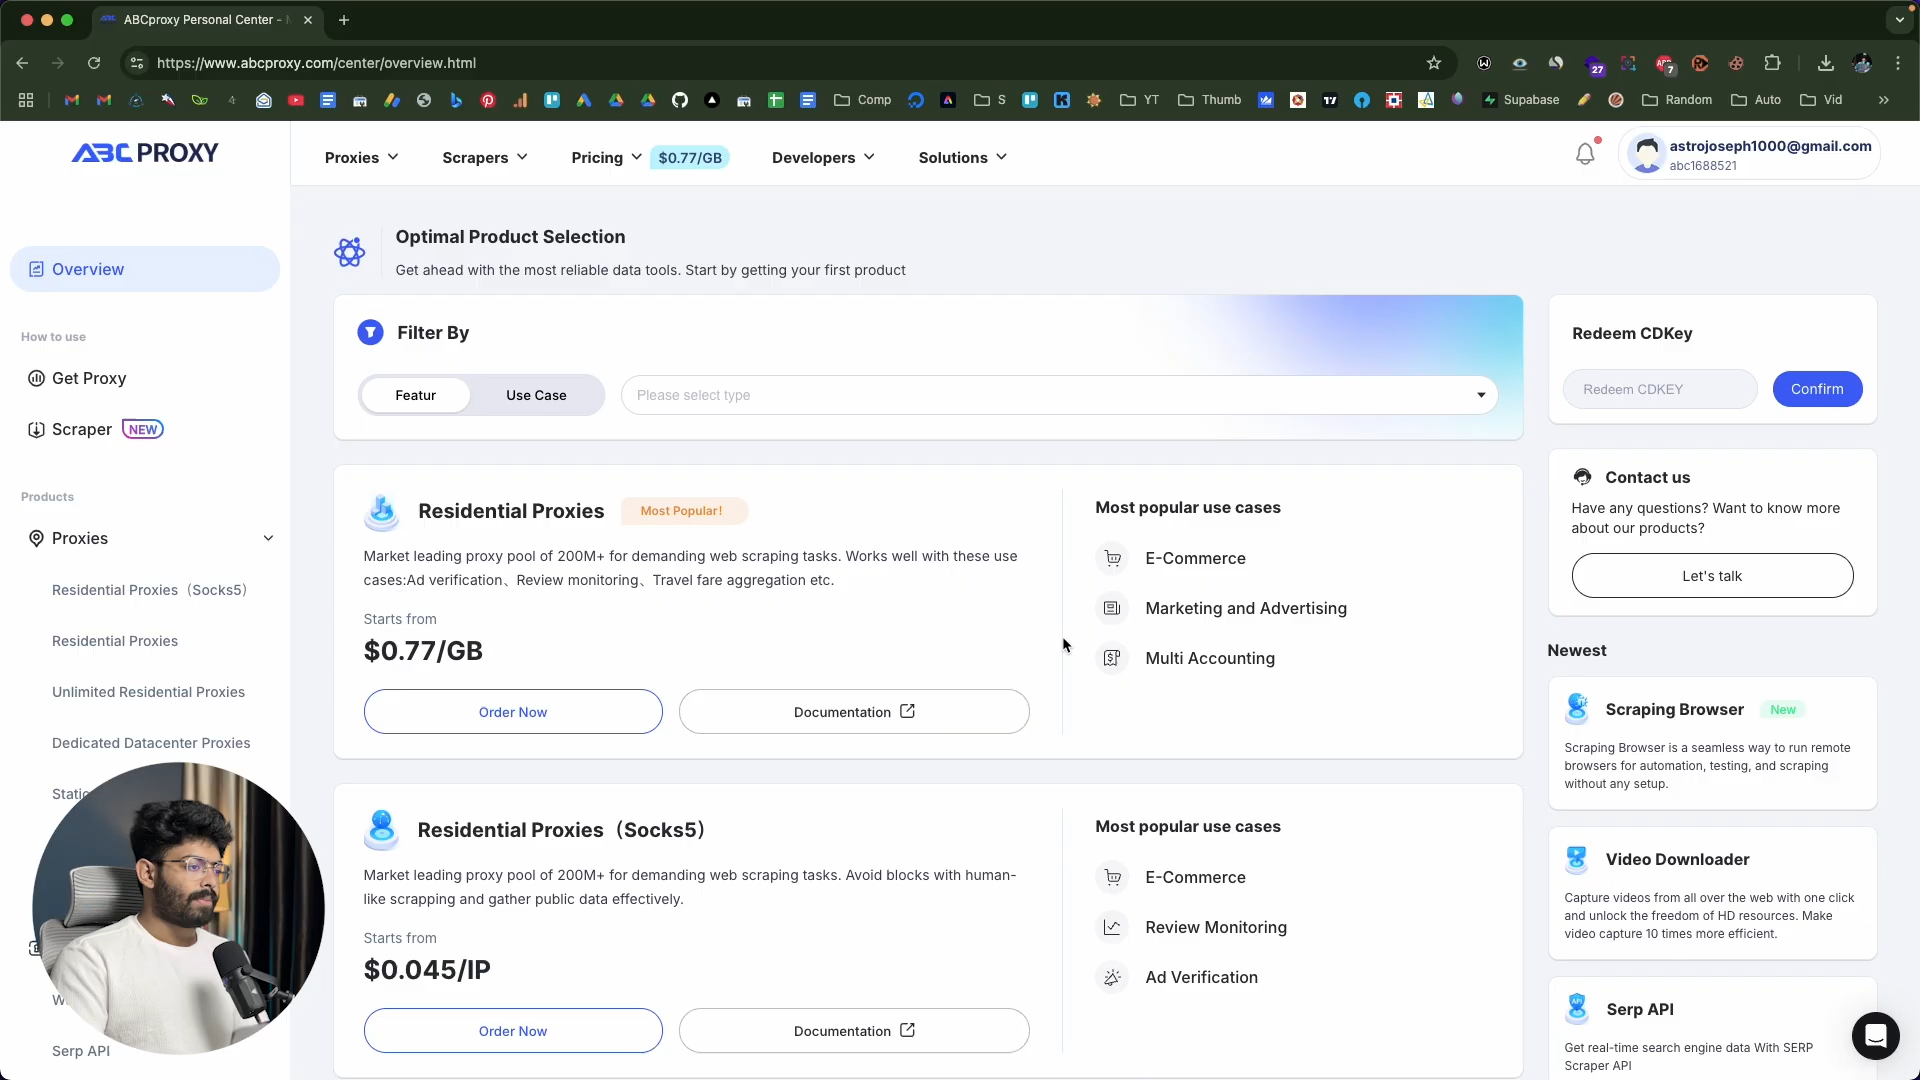 ABCproxy Personal Center -
https://www.abcproxy.com/center/overview.html
27
7
Comp
S
YT
Thumb
Supabase
Random
Auto
Vid
ABC PROXY
Proxies
Scrapers
Pricing
$0.77/GB
Developers
Solutions
astrojoseph1000@gmail.com
abc1688521
Overview
How to use
Get Proxy
Scraper
NEW
Products
Proxies
Residential Proxies（Socks5）
Residential Proxies
Unlimited Residential Proxies
Dedicated Datacenter Proxies
Serp API
Optimal Product Selection
Get ahead with the most reliable data tools. Start by getting your first product
Filter By
Featur
Use Case
Please select type
Residential Proxies
Most Popular!
Market leading proxy pool of 200M+ for demanding web scraping tasks. Works well with these use
cases:Ad verification、Review monitoring、Travel fare aggregation etc.
Starts from
$0.77/GB
Order Now
Documentation
Most popular use cases
E-Commerce
Marketing and Advertising
Multi Accounting
Residential Proxies（Socks5）
Market leading proxy pool of 200M+ for demanding web scraping tasks. Avoid blocks with human-
like scrapping and gather public data effectively.
Starts from
$0.045/IP
Order Now
Documentation
Most popular use cases
E-Commerce
Review Monitoring
Ad Verification
Redeem CDKey
Redeem CDKEY
Confirm
Contact us
Have any questions? Want to know more
about our products?
Let's talk
Newest
Scraping Browser
New
Scraping Browser is a seamless way to run remote
browsers for automation, testing, and scraping
without any setup.
Video Downloader
Capture videos from all over the web with one click
and unlock the freedom of HD resources. Make
video capture 10 times more efficient.
Serp API
Get real-time search engine data With SERP
Scraper API